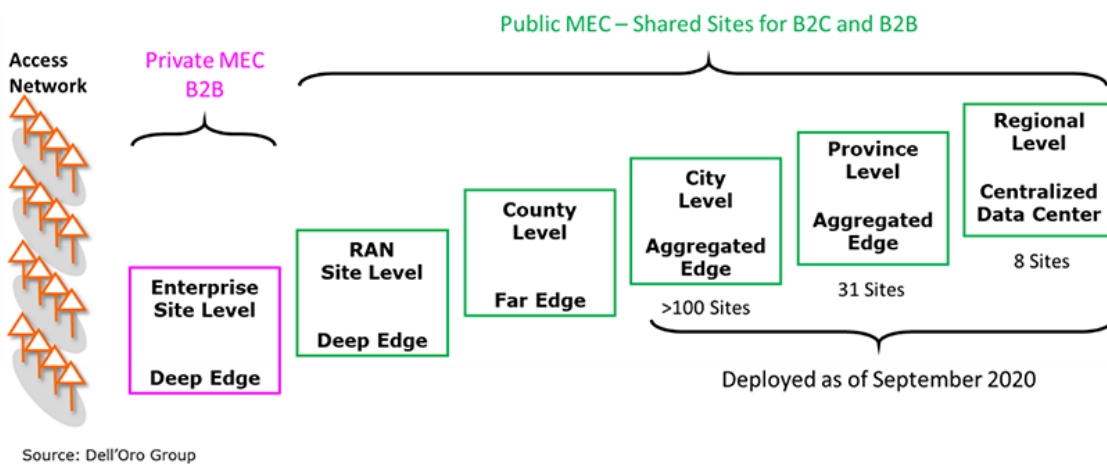 Public MEC – Shared Sites for B2C and B2B
Access
Network
Private MEC
B2B
Enterprise
Site Level
Deep Edge
RAN
Site Level
Deep Edge
County
Level
Far Edge
City
Level
Aggregated
Edge
>100 Sites
Province
Level
Aggregated
Edge
31 Sites
Regional
Level
Centralized
Data Center
8 Sites
Deployed as of September 2020
Source: Dell'Oro Group